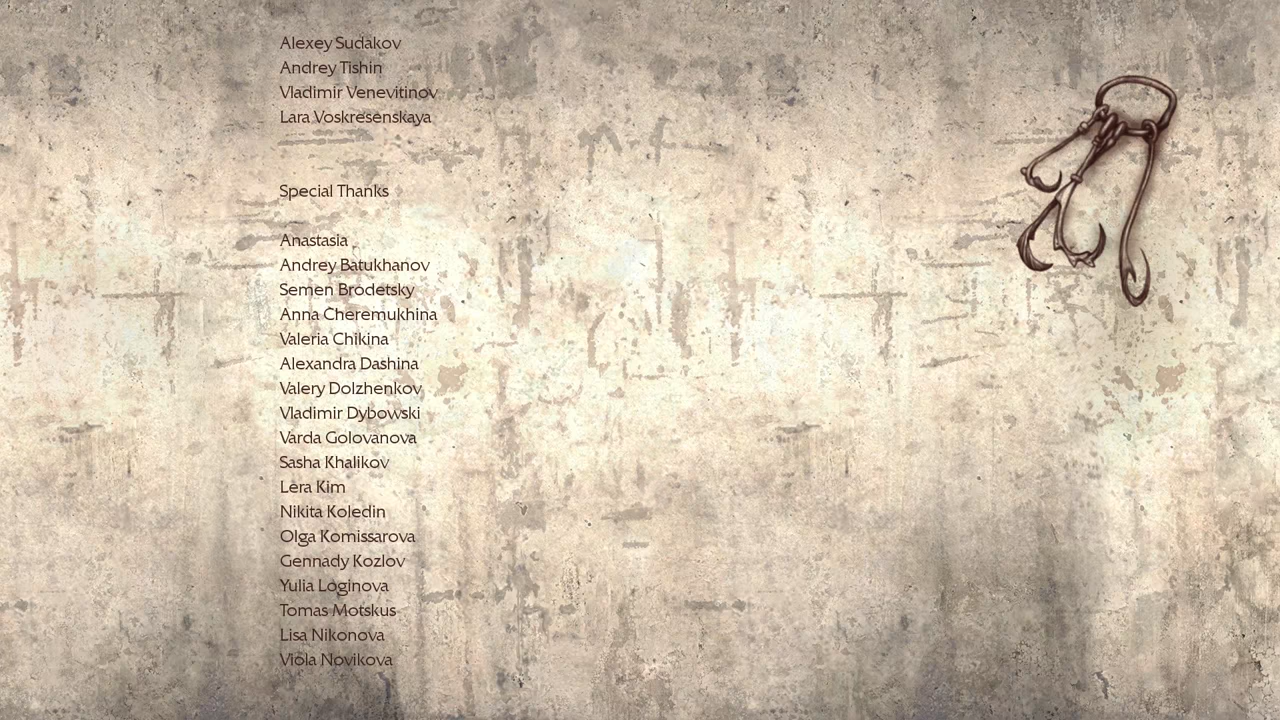 Alexey Sudakov
Andrey Tishin
Vladimir Venevitinov
Lara Voskresenskaya
Special Thanks
Anastasia
Andrey Batukhanov
Semen Brodetsky
Anna Cheremukhina
Valeria Chikina
Alexandra Dashina
Valery Dolzhenkov
Vladimir Dybowski
Varda Golovanova
Sasha Khalikov
Lera Kim
Nikita Koledin
Olga Komissarova
Gennady Kozlov
Yulia Loginova
Tomas Motskus
Lisa Nikonova
Viola Novikova